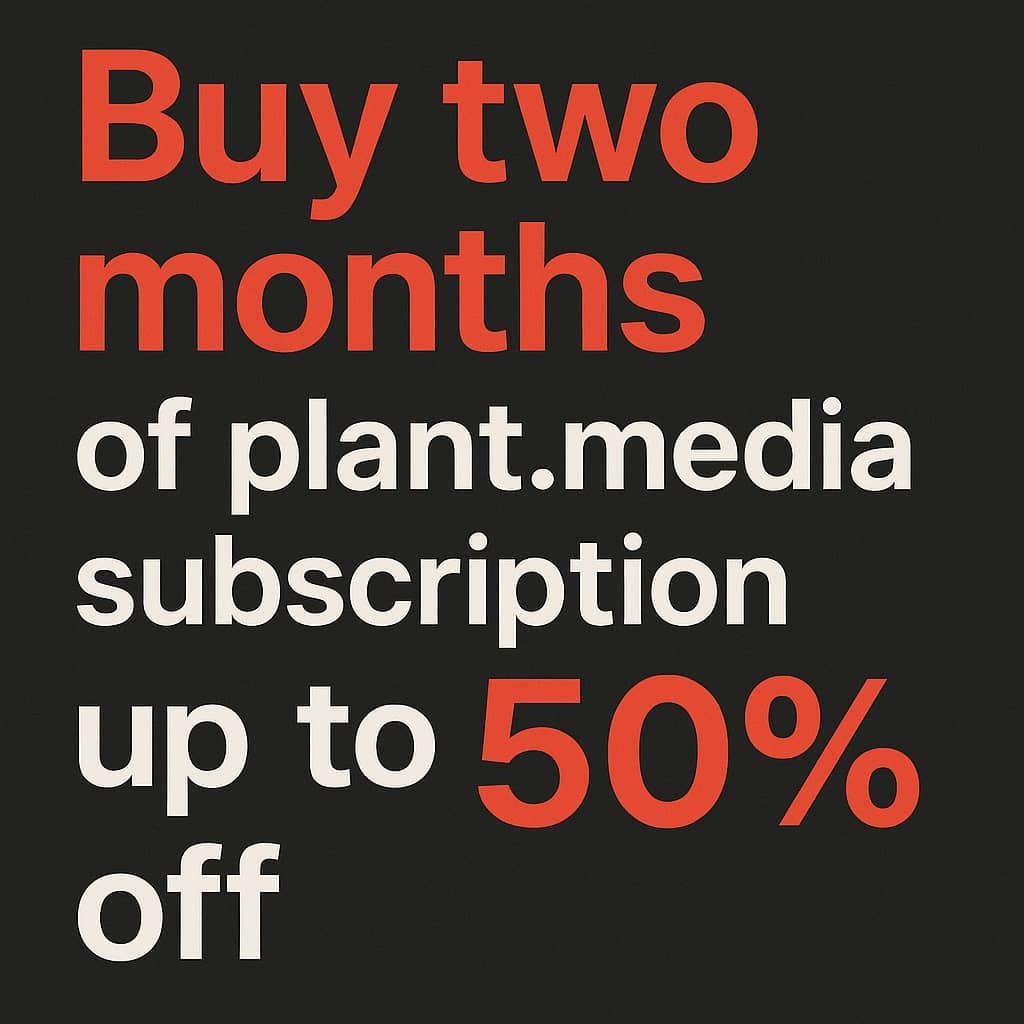 Buy two
months
of plant.media
subscription
up to 50%
off